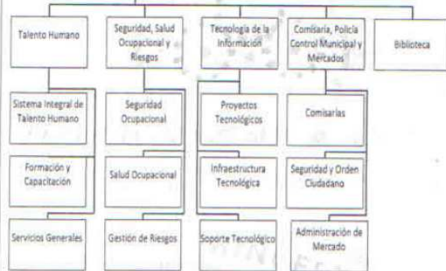 Talento Humano
Seguridad, Salud
Ocupacional y
Riesgos
Tecnología de la
Información
Comisaria, Policía
Control Municipal y
Mercados
Biblioteca
Sistema Integral de
Talento Humano
Seguridad
Ocupacional
Proyectos
Tecnológicos
Comisarías
Formación y
Capacitación
Salud Ocupacional
Infraestructura
Tecnológica
Seguridad y Orden
Ciudadano
Servicios Generales
Gestión de Riesgos
Soporte Tecnológico
Administración de
Mercado